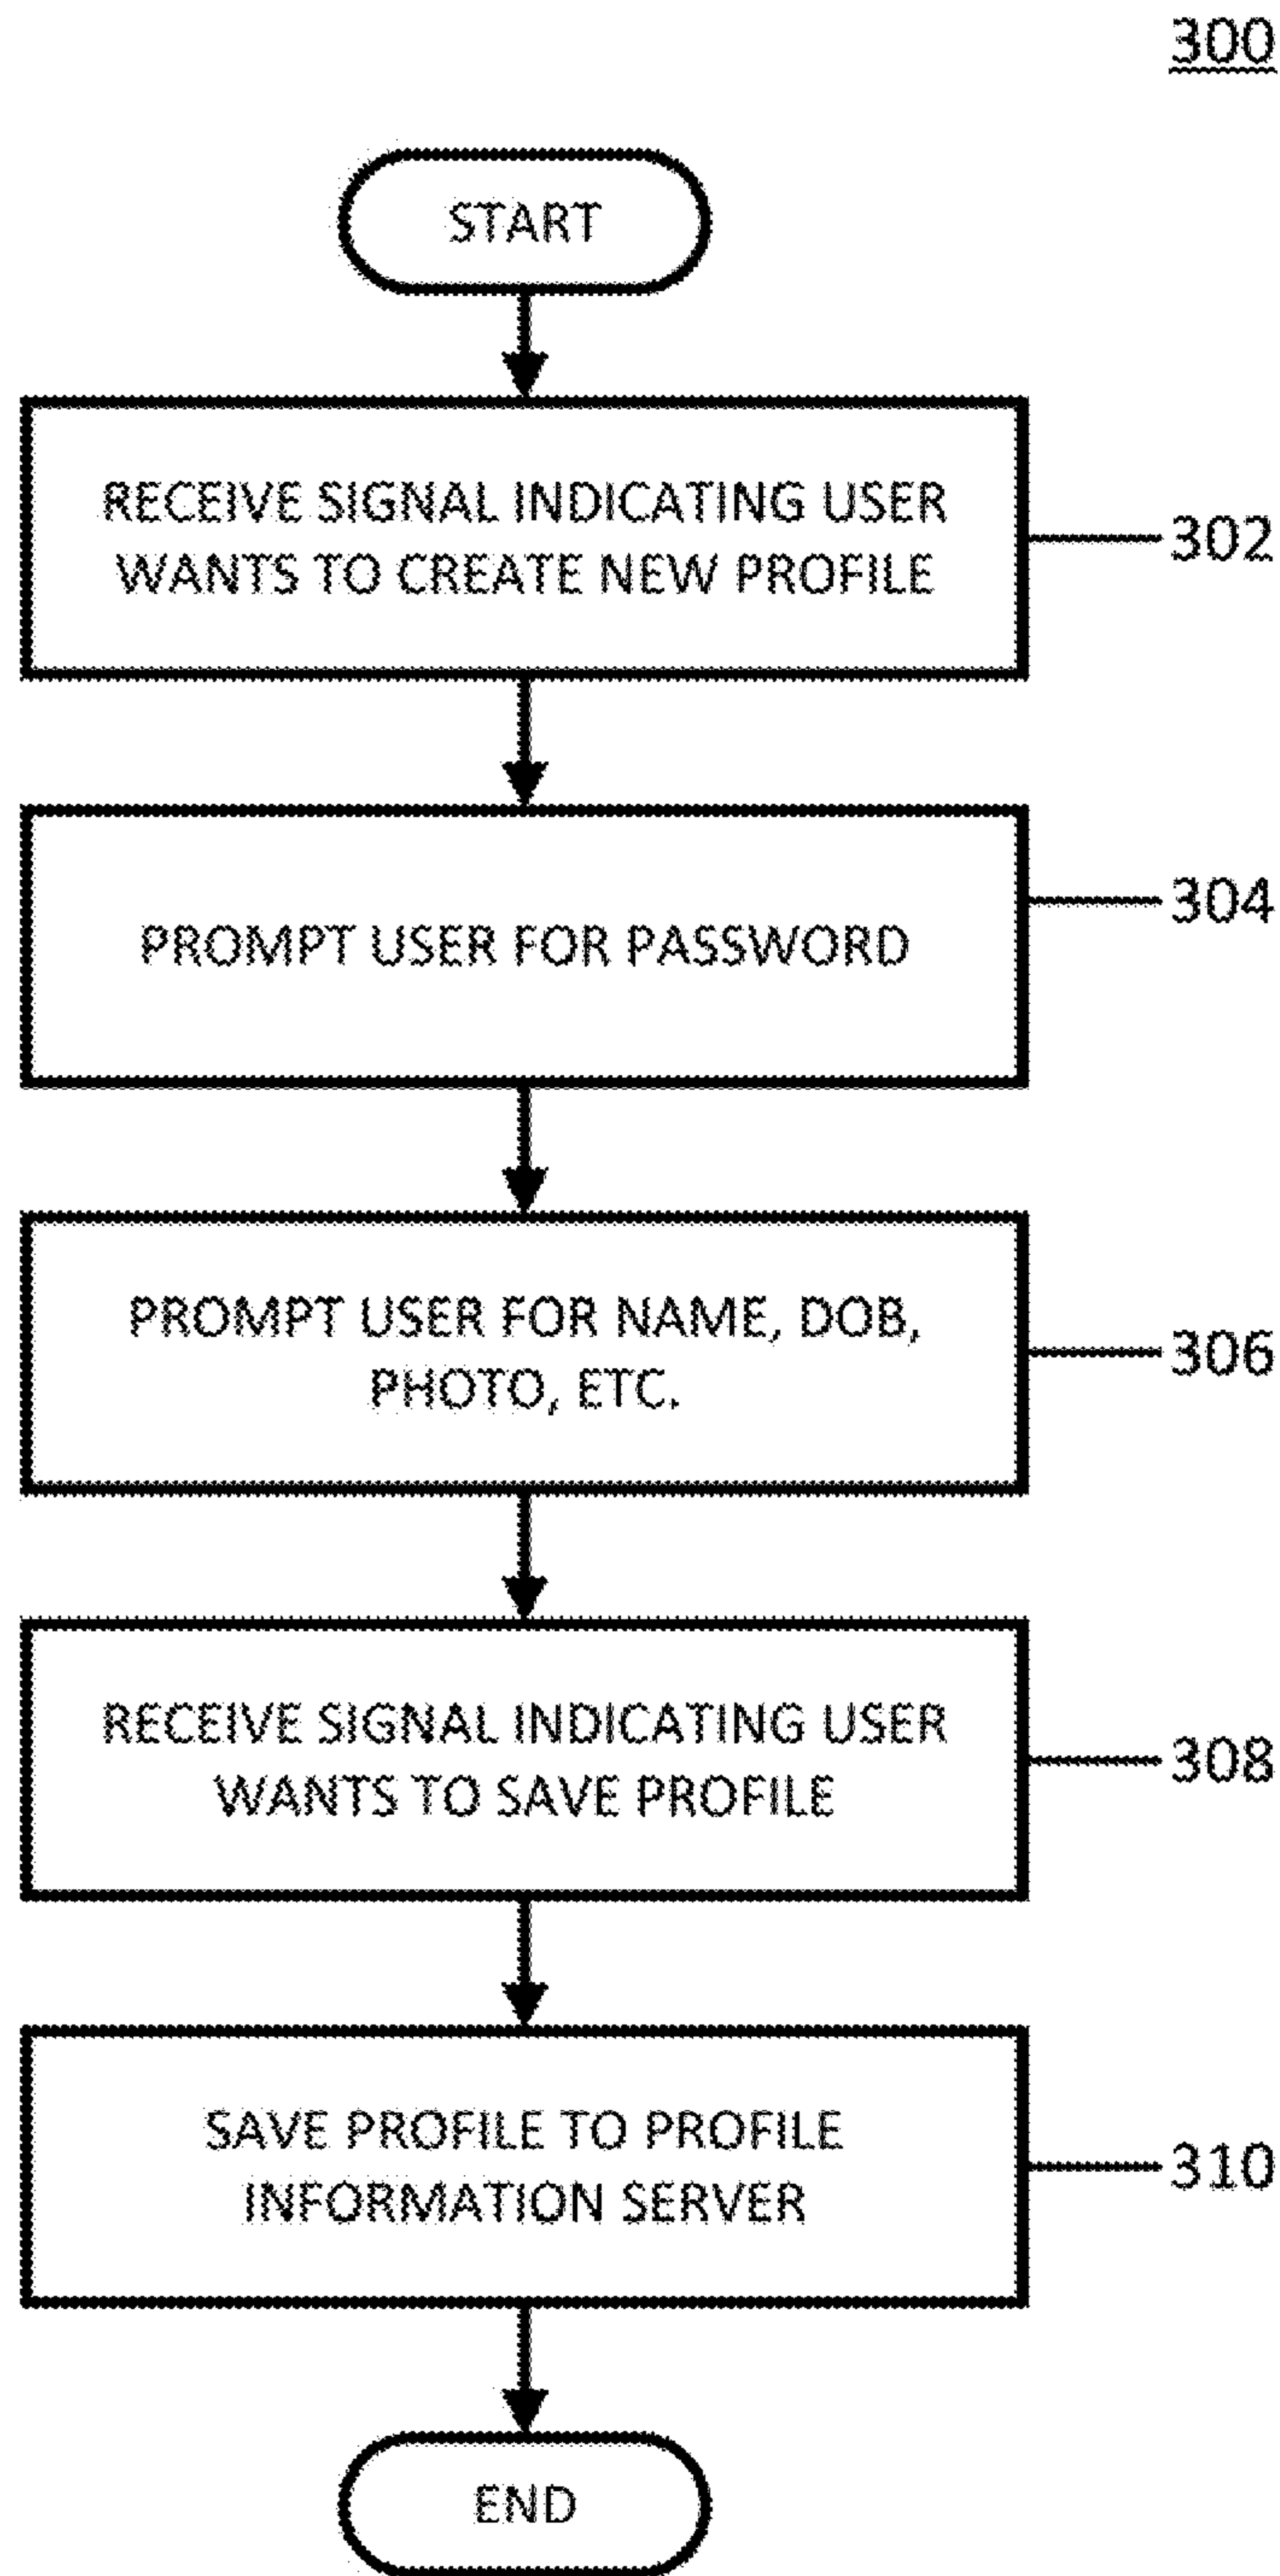 300
START
RECEIVE SIGNAL INDICATING USER
WANTS TO CREATE NEW PROFILE
302
PROMPT USER FOR PASSWORD
304
PROMPT USER FOR NAME, DOB,
PHOTO, ETC.
306
RECEIVE SIGNAL INDICATING USER
WANTS TO SAVE PROFILE
308
SAVE PROFILE TO PROFILE
INFORMATION SERVER
310
END